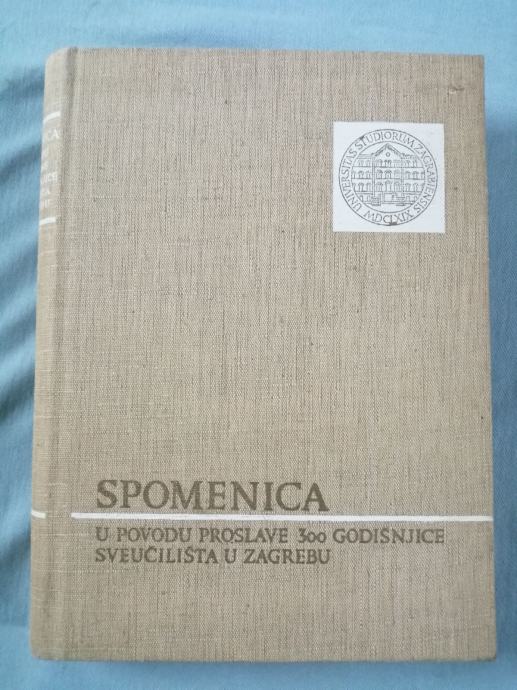 UNIVERSITAS STUDIORUM ZAGRABIENSIS
MDCLXIX
SPOMENICA
U POVODU PROSLAVE 300 GODIŠNJICE
SVEUČILIŠTA U ZAGREBU